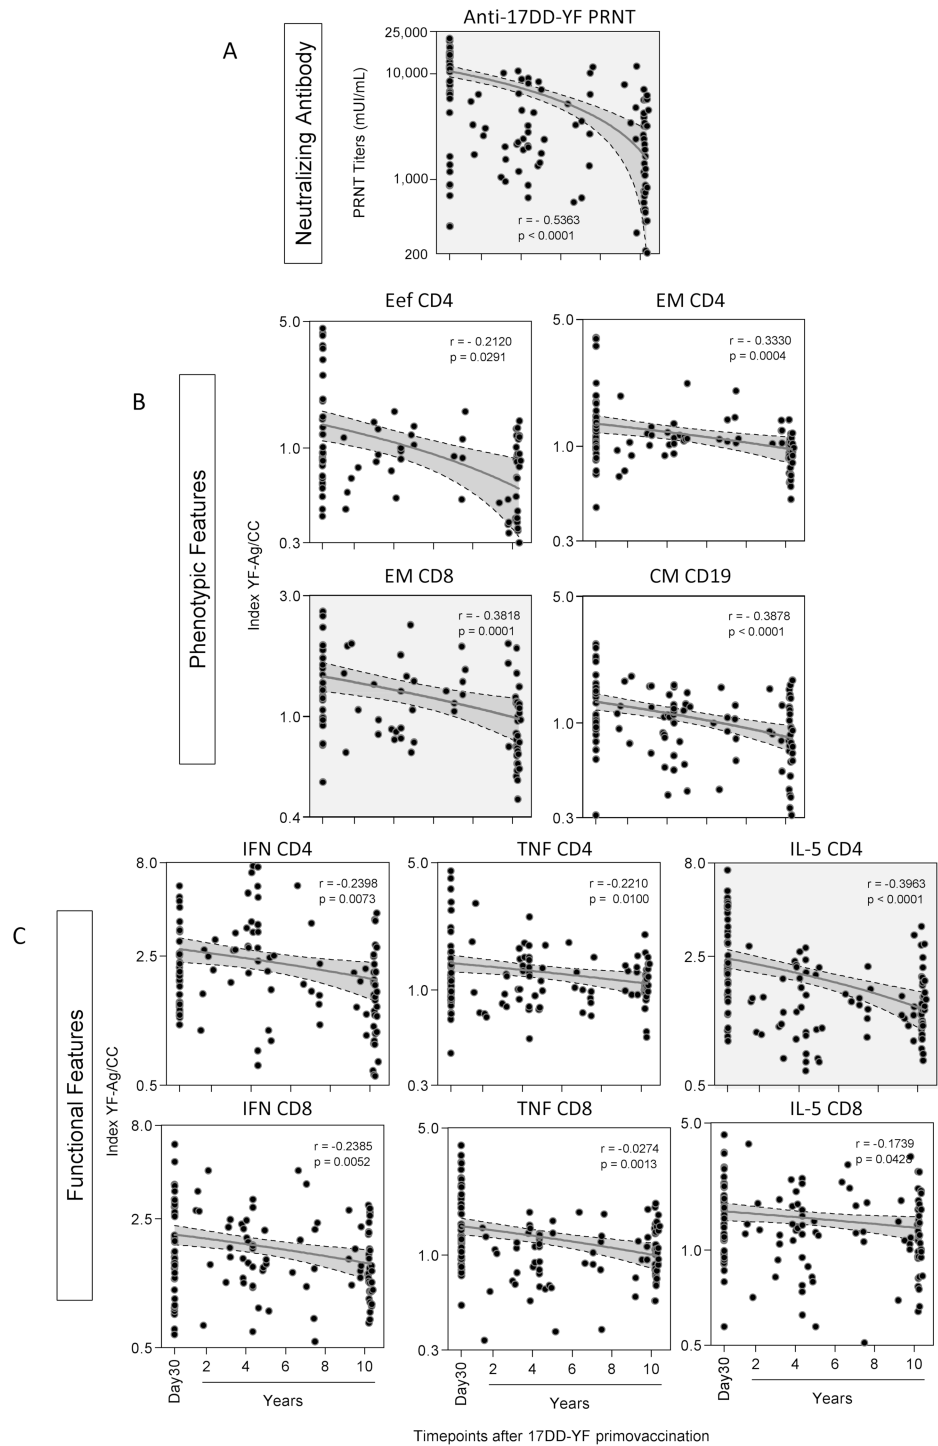 Anti-17DD-YF PRNT
A
Neutralizing Antibody
PRNT Titers (mUI/mL)
25,000
10,000
1,000
200
r = - 0.5363
p < 0.0001
B
Phenotypic Features
Index YF-Ag/CC
Eef CD4
5.0
1.0
0.3
r = - 0.2120
p = 0.0291
EM CD4
5.0
1.0
0.3
r = - 0.3330
p = 0.0004
EM CD8
3.0
1.0
0.4
r = - 0.3818
p = 0.0001
CM CD19
5.0
1.0
0.3
r = - 0.3878
p < 0.0001
C
Functional Features
Index YF-Ag/CC
IFN CD4
8.0
2.5
0.5
r = -0.2398
p = 0.0073
TNF CD4
5.0
1.0
0.3
r = -0.2210
p = 0.0100
IL-5 CD4
8.0
2.5
0.5
r = -0.3963
p < 0.0001
IFN CD8
8.0
2.5
0.5
r = -0.2385
p = 0.0052
Day30 2 4 6 8 10
Years
TNF CD8
5.0
1.0
0.3
r = -0.0274
p = 0.0013
Day30 2 4 6 8 10
Years
IL-5 CD8
5.0
1.0
0.5
r = -0.1739
p = 0.0428
Day30 2 4 6 8 10
Years
Timepoints after 17DD-YF primovaccination